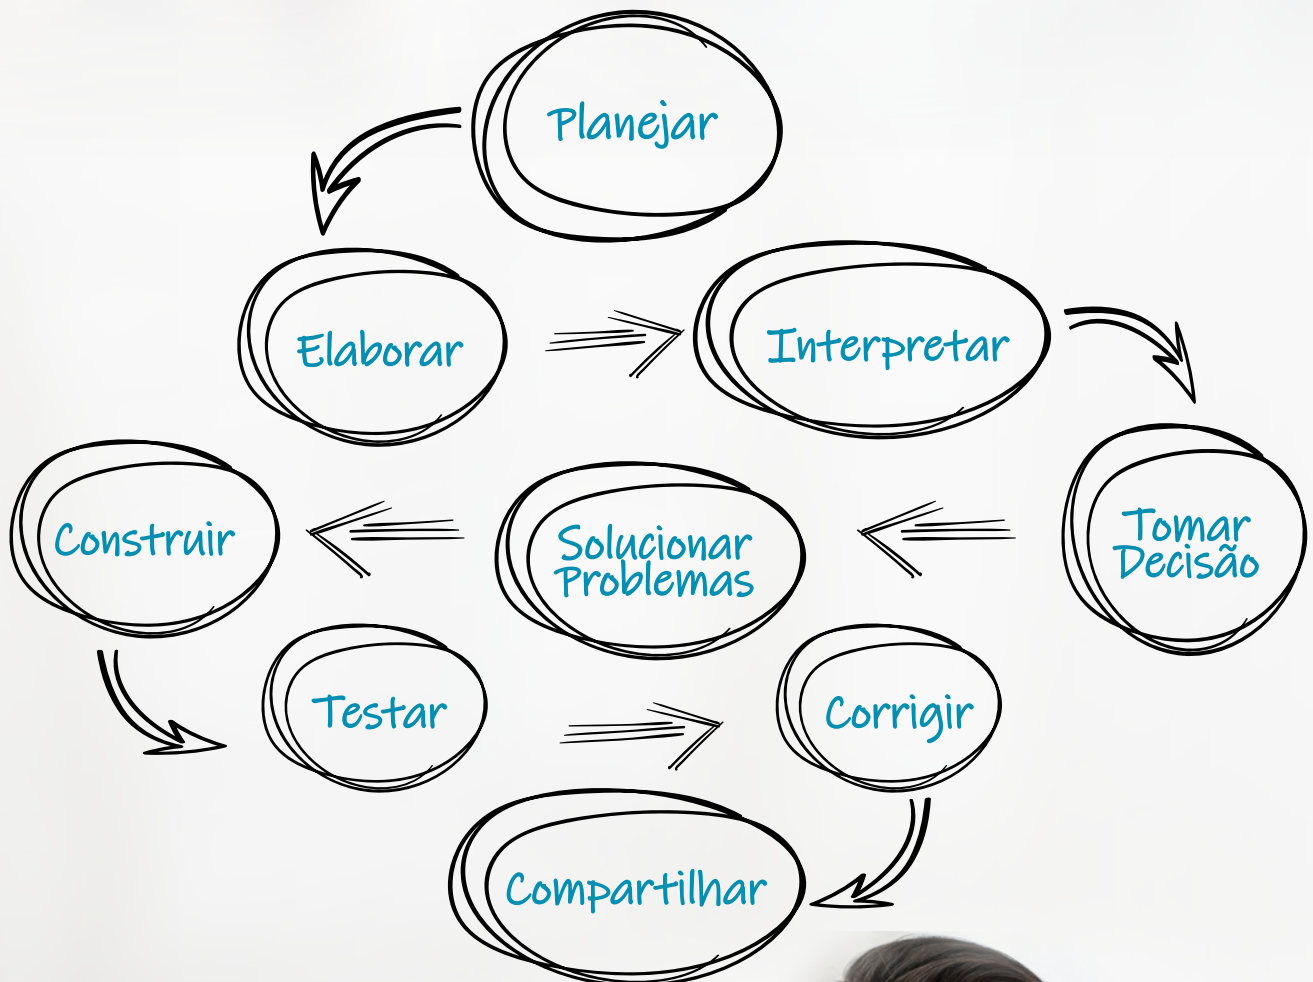 Planejar
Elaborar
Interpretar
Tomar
Decisão
Solucionar
Problemas
Construir
Testar
Corrigir
Compartilhar